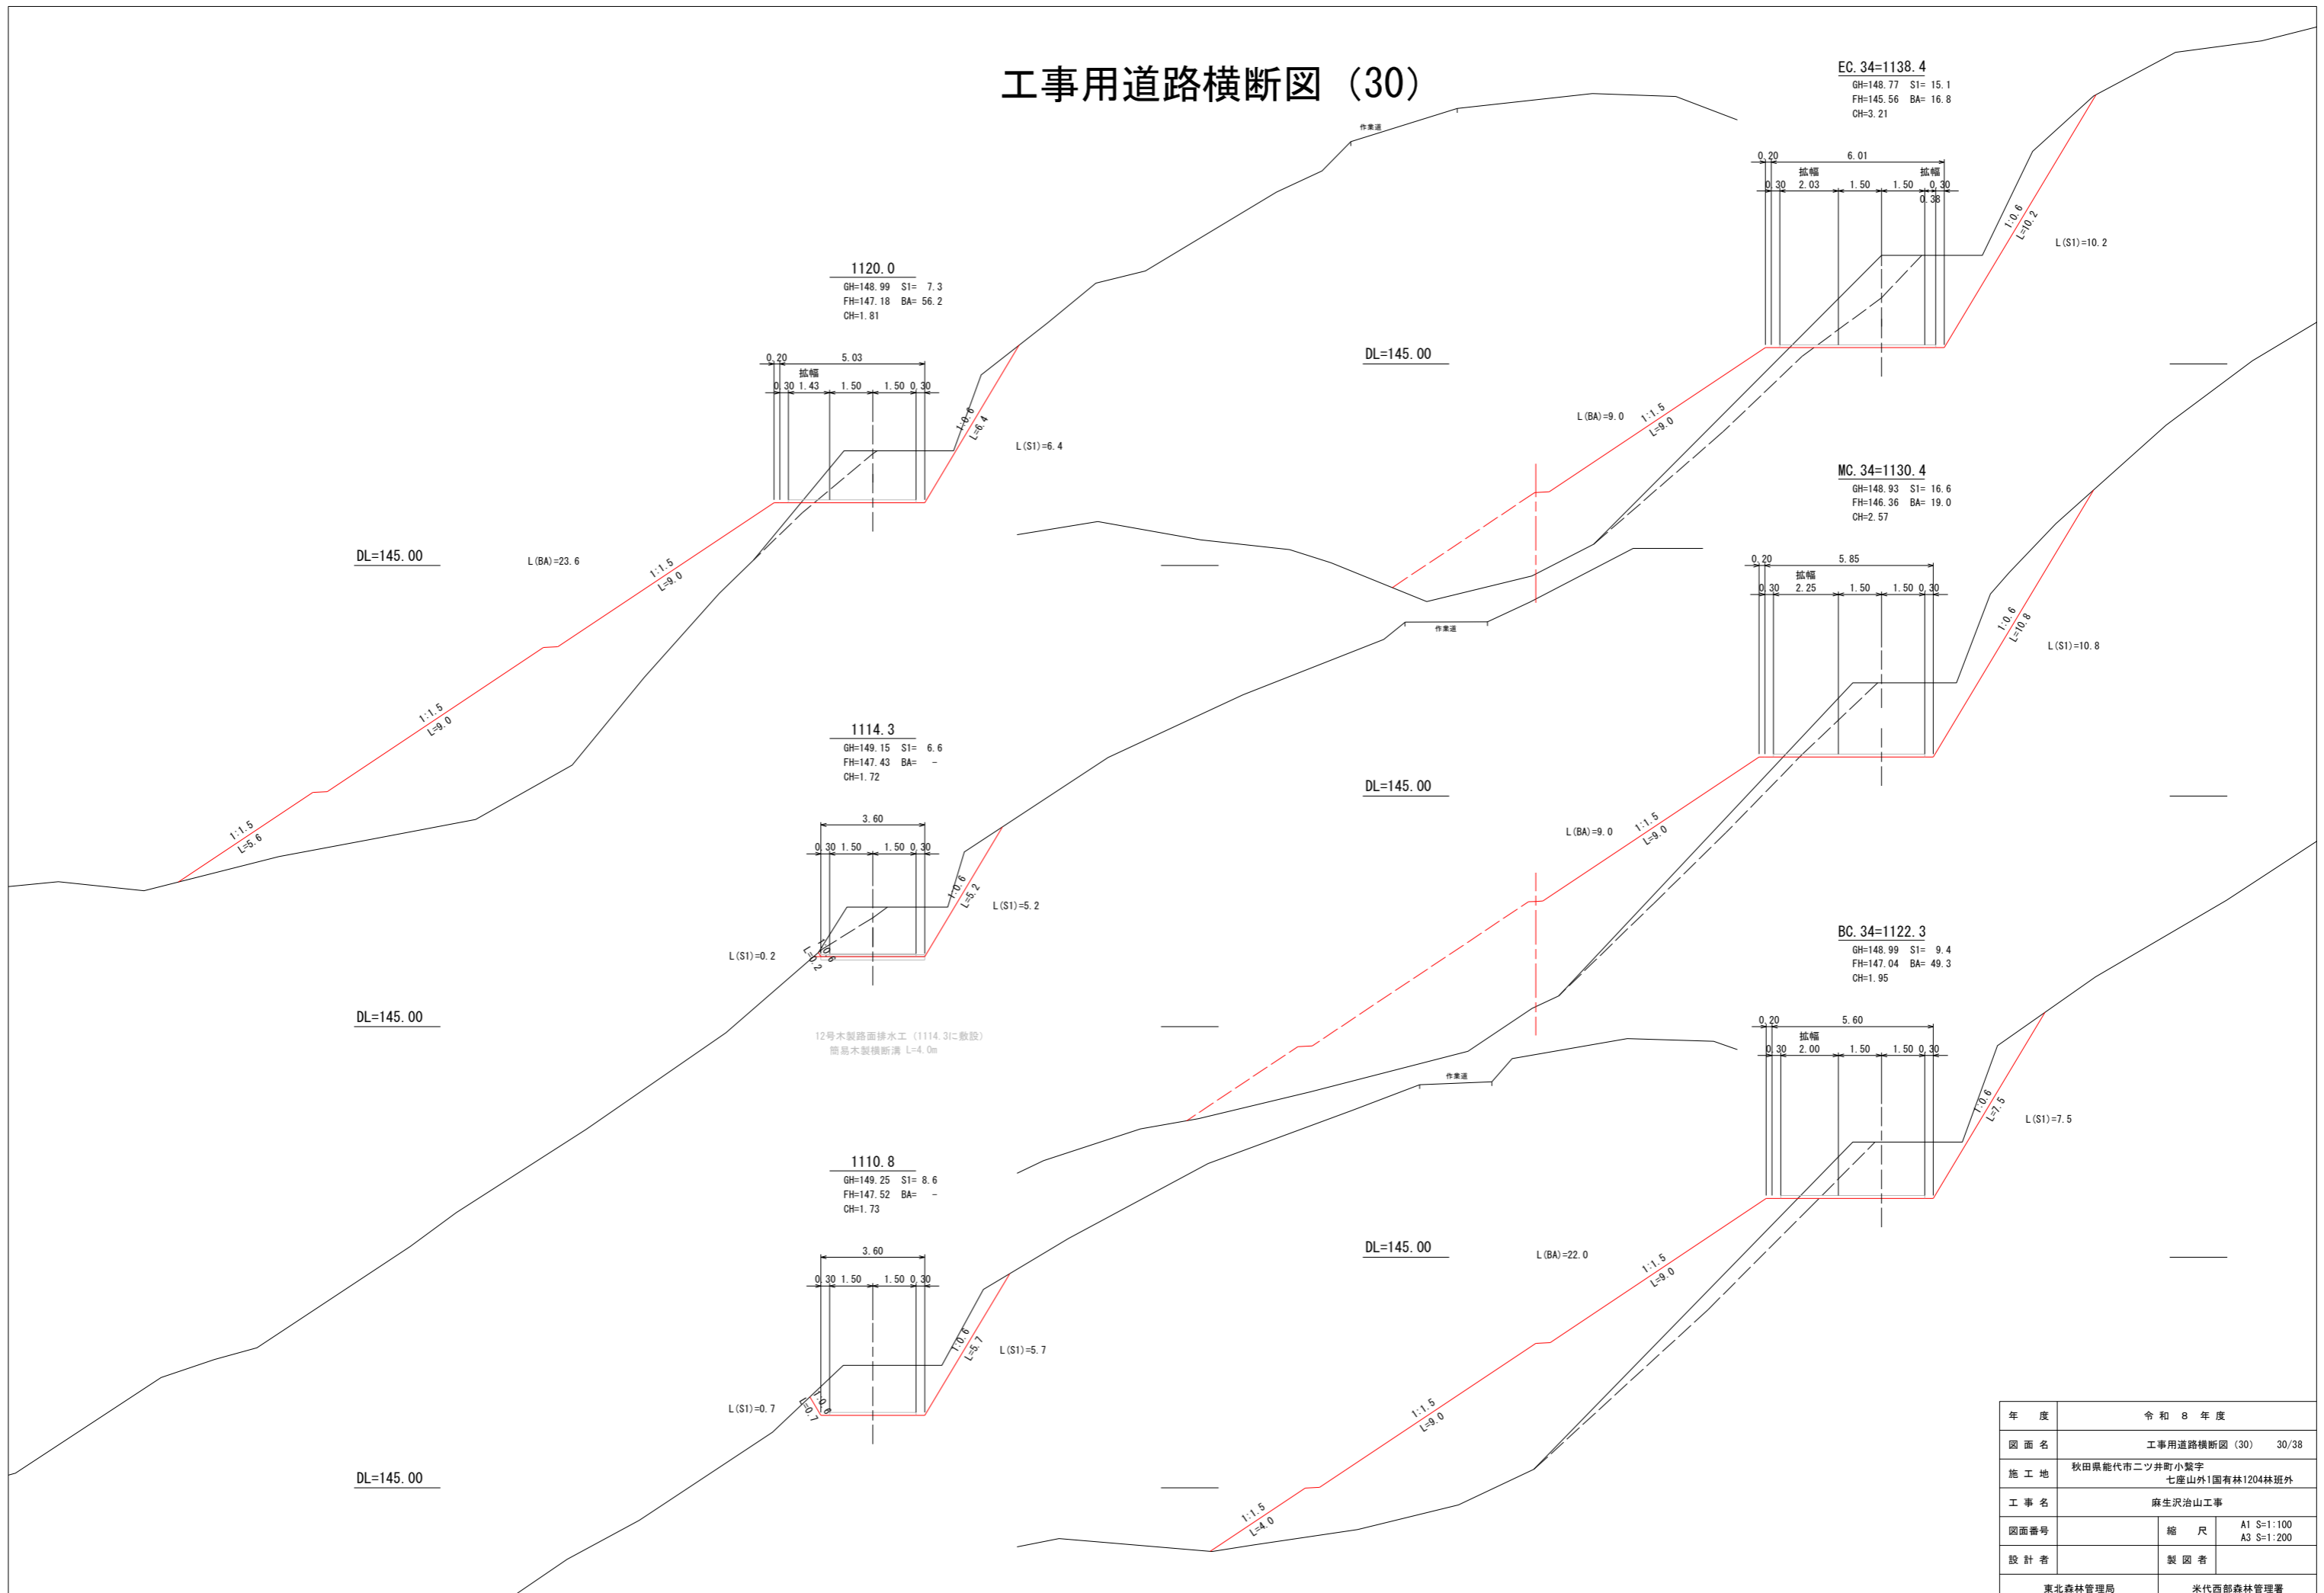 工事用道路横断図（30）
1120.0
GH=148.99 S1= 7.3
FH=147.18 BA= 56.2
CH=1.81
0.20 5.03
拡幅
0.30 1.43 1.50 1.50 0.30
1:0.6
L=6.4
L(S1)=6.4
DL=145.00
L(BA)=23.6
1:1.5
L=9.0
1:1.5
L=9.0
1:1.5
L=5.6
1114.3
GH=149.15 S1= 6.6
FH=147.43 BA= -
CH=1.72
3.60
0.30 1.50 1.50 0.30
1:0.6
L=5.2
L(S1)=5.2
L(S1)=0.2
1:0.6
L=0.2
DL=145.00
12号木製路面排水工（1114.3に敷設）
簡易木製横断溝 L=4.0m
1110.8
GH=149.25 S1= 8.6
FH=147.52 BA= -
CH=1.73
3.60
0.30 1.50 1.50 0.30
1:0.6
L=5.7
L(S1)=5.7
L(S1)=0.7
1:0.6
L=0.7
DL=145.00
EC.34=1138.4
GH=148.77 S1= 15.1
FH=145.56 BA= 16.8
CH=3.21
作業道
0.20 6.01
拡幅 拡幅
0.30 2.03 1.50 1.50 0.30
0.38
1:0.6
L=10.2
L(S1)=10.2
DL=145.00
L(BA)=9.0
1:1.5
L=9.0
MC.34=1130.4
GH=148.93 S1= 16.6
FH=146.36 BA= 19.0
CH=2.57
作業道
0.20 5.85
拡幅
0.30 2.25 1.50 1.50 0.30
1:0.6
L=10.8
L(S1)=10.8
DL=145.00
L(BA)=9.0
1:1.5
L=9.0
BC.34=1122.3
GH=148.99 S1= 9.4
FH=147.04 BA= 49.3
CH=1.95
作業道
0.20 5.60
拡幅
0.30 2.00 1.50 1.50 0.30
1:0.6
L=7.5
L(S1)=7.5
DL=145.00
L(BA)=22.0
1:1.5
L=9.0
1:1.5
L=9.0
1:1.5
L=4.0
年 度 令和 8 年度
図面名 工事用道路横断図（30） 30/38
施工地 秋田県能代市二ツ井町小繋字
七座山外1国有林1204林班外
工事名 麻生沢治山工事
図面番号 縮 尺 A1 S=1:100
A3 S=1:200
設計者 製図者
東北森林管理局 米代西部森林管理署